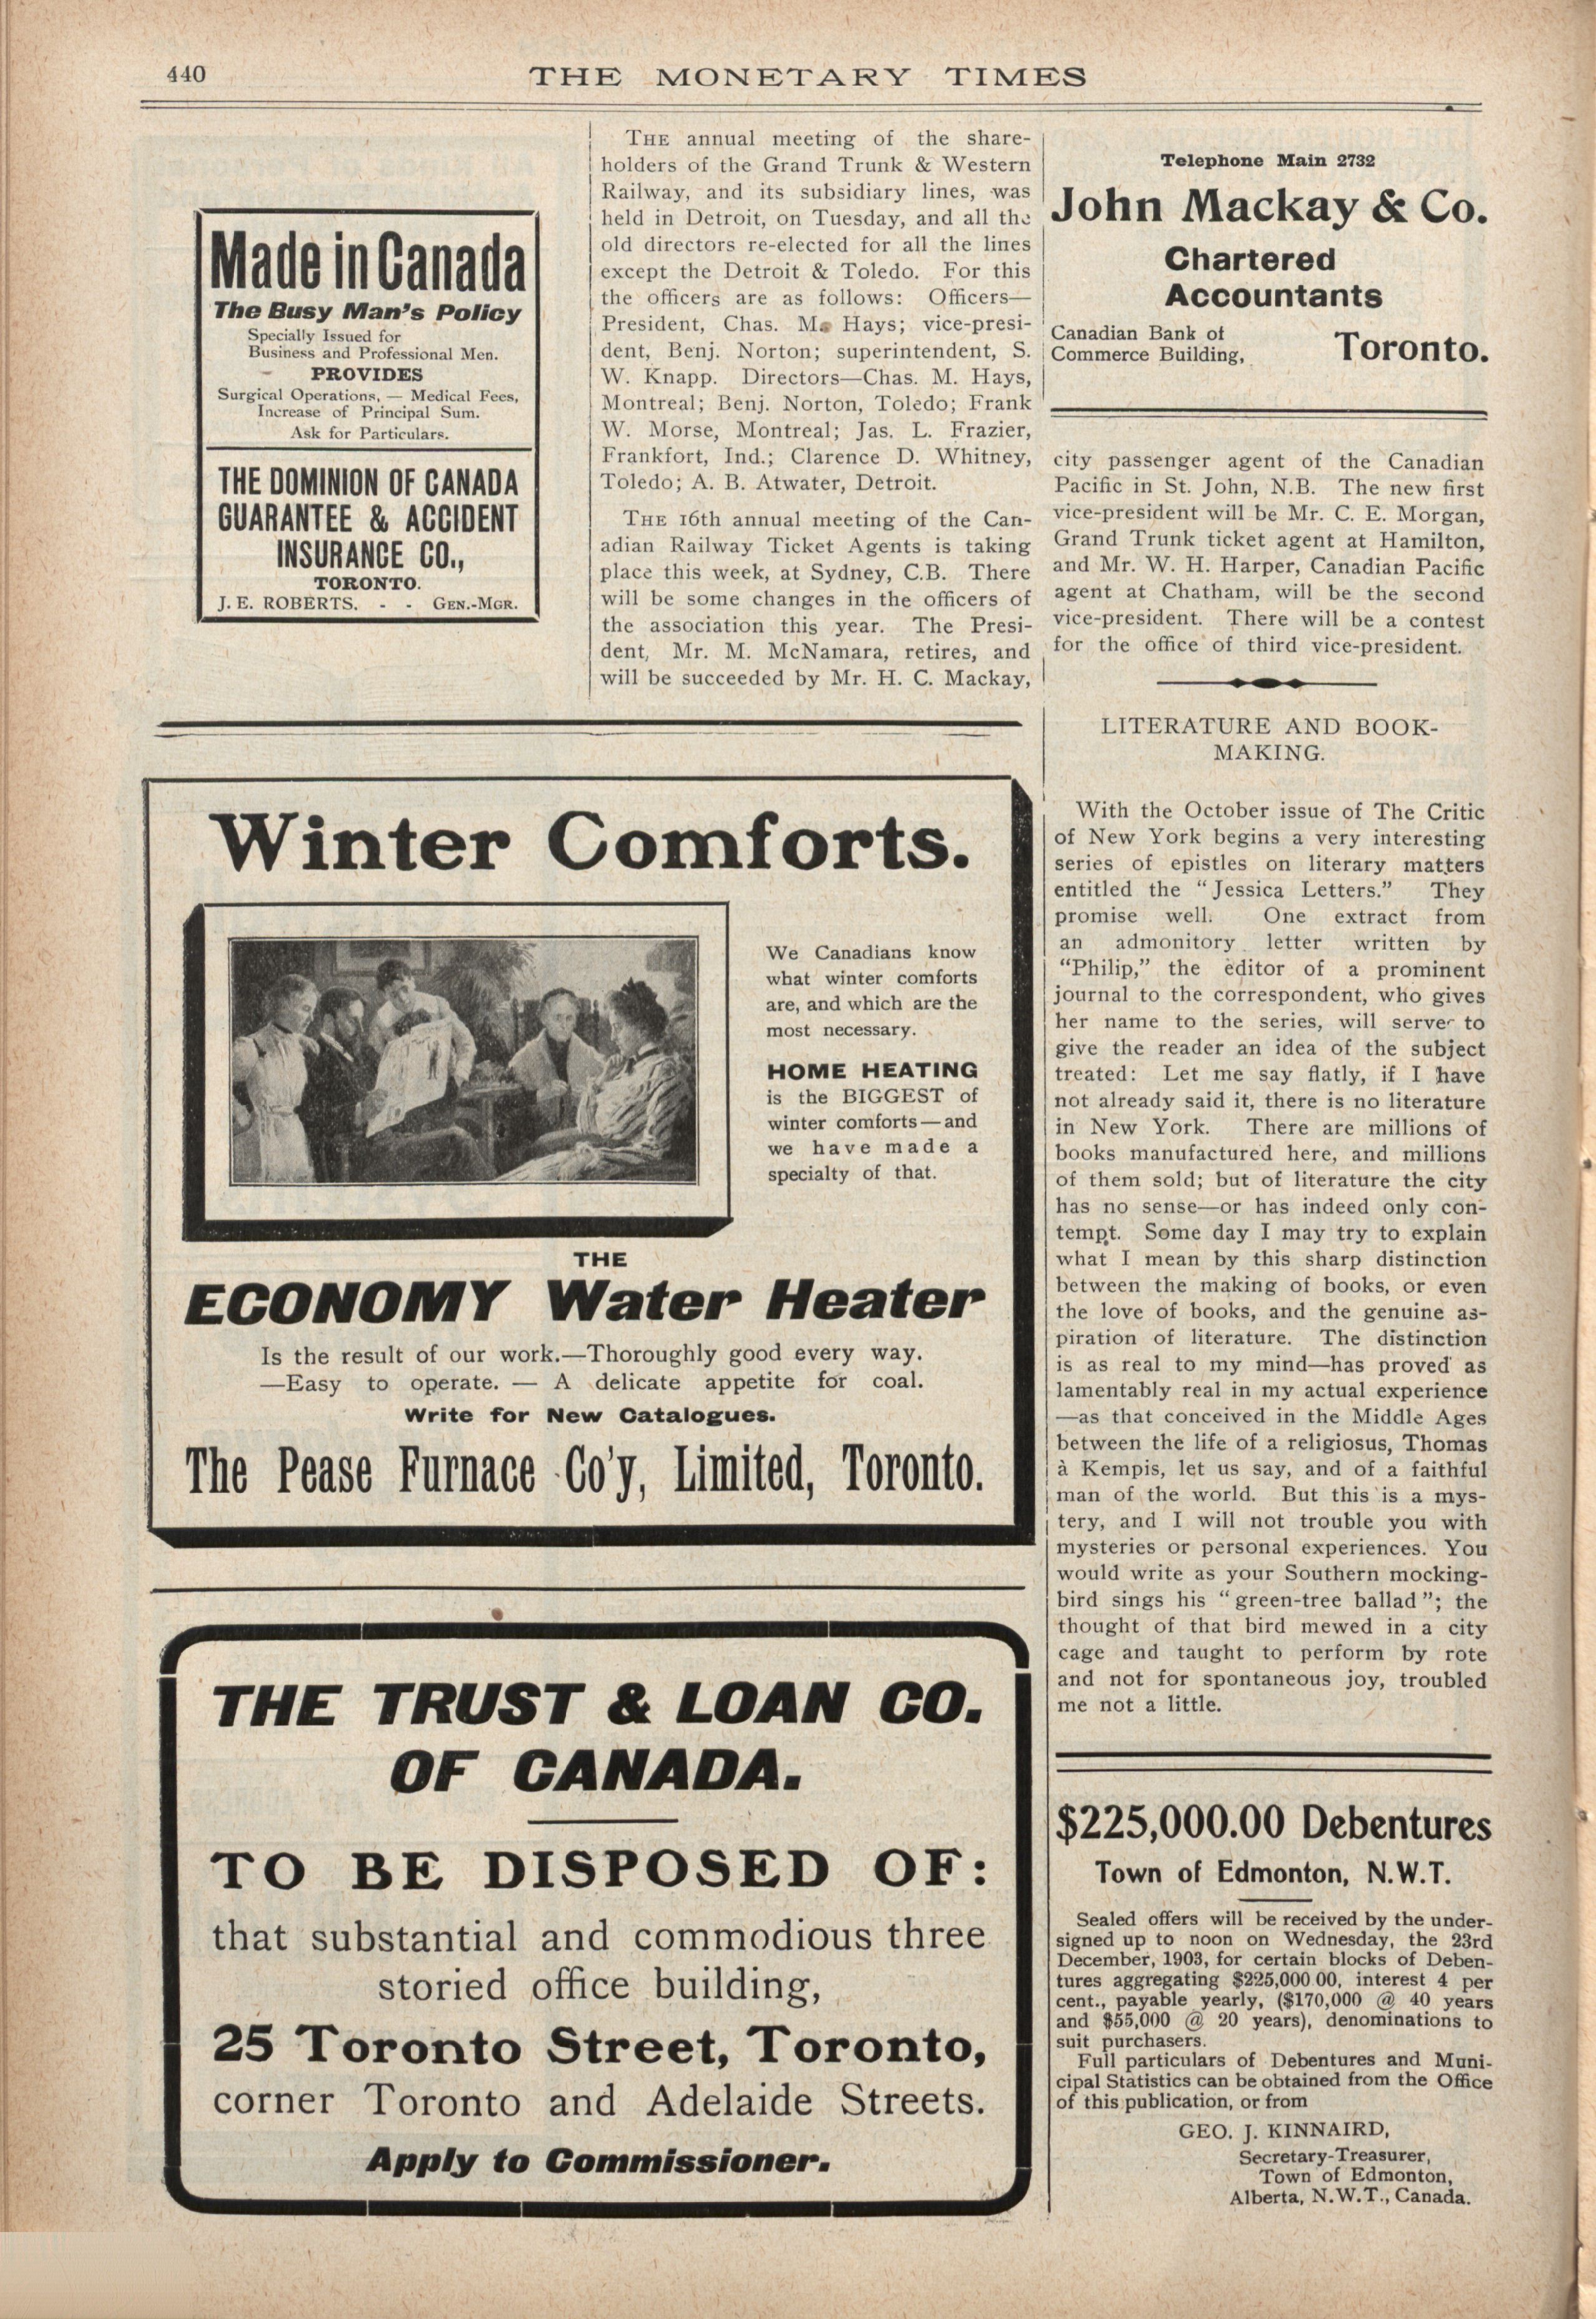 440
THE MONETARY TIMES
Made in Canada
The Busy Man's Policy
Specially Issued for
Business and Professional Men.
PROVIDES
Surgical Operations, — Medical Fees,
Increase of Principal Sum.
Ask for Particulars.
THE DOMINION OF CANADA
GUARANTEE & ACCIDENT
INSURANCE CO.,
TORONTO.
J. E. ROBERTS. - - GEN.-MGR.
THE annual meeting of the share-
holders of the Grand Trunk & Western
Railway, and its subsidiary lines, was
held in Detroit, on Tuesday, and all the
old directors re-elected for all the lines
except the Detroit & Toledo. For this
the officers are as follows: Officers—
President, Chas. M. Hays; vice-presi-
dent, Benj. Norton; superintendent, S.
W. Knapp. Directors—Chas. M. Hays,
Montreal; Benj. Norton, Toledo; Frank
W. Morse, Montreal; Jas. L. Frazier,
Frankfort, Ind.; Clarence D. Whitney,
Toledo; A. B. Atwater, Detroit.
THE 16th annual meeting of the Can-
adian Railway Ticket Agents is taking
place this week, at Sydney, C.B. There
will be some changes in the officers of
the association this year. The Presi-
dent, Mr. M. McNamara, retires, and
will be succeeded by Mr. H. C. Mackay,
Telephone Main 2732
John Mackay & Co.
Chartered
Accountants
Canadian Bank of
Commerce Building,
Toronto.
city passenger agent of the Canadian
Pacific in St. John, N.B. The new first
vice-president will be Mr. C. E. Morgan,
Grand Trunk ticket agent at Hamilton,
and Mr. W. H. Harper, Canadian Pacific
agent at Chatham, will be the second
vice-president. There will be a contest
for the office of third vice-president.
LITERATURE AND BOOK-
MAKING.
With the October issue of The Critic
of New York begins a very interesting
series of epistles on literary matters
entitled the "Jessica Letters." They
promise well. One extract from
an admonitory letter written by
"Philip," the editor of a prominent
journal to the correspondent, who gives
her name to the series, will serve to
give the reader an idea of the subject
treated: Let me say flatly, if I have
not already said it, there is no literature
in New York. There are millions of
books manufactured here, and millions
of them sold; but of literature the city
has no sense—or has indeed only con-
tempt. Some day I may try to explain
what I mean by this sharp distinction
between the making of books, or even
the love of books, and the genuine as-
piration of literature. The distinction
is as real to my mind—has proved as
lamentably real in my actual experience
—as that conceived in the Middle Ages
between the life of a religiosus, Thomas
à Kempis, let us say, and of a faithful
man of the world. But this is a mys-
tery, and I will not trouble you with
mysteries or personal experiences. You
would write as your Southern mocking-
bird sings his "green-tree ballad"; the
thought of that bird mewed in a city
cage and taught to perform by rote
and not for spontaneous joy, troubled
me not a little.
Winter Comforts.
We Canadians know
what winter comforts
are, and which are the
most necessary.
HOME HEATING
is the BIGGEST of
winter comforts—and
we have made a
specialty of that.
THE
ECONOMY Water Heater
Is the result of our work.—Thoroughly good every way.
—Easy to operate. — A delicate appetite for coal.
Write for New Catalogues.
The Pease Furnace Co'y, Limited, Toronto.
THE TRUST & LOAN CO.
OF CANADA.
TO BE DISPOSED OF:
that substantial and commodious three
storied office building,
25 Toronto Street, Toronto,
corner Toronto and Adelaide Streets.
Apply to Commissioner.
$225,000.00 Debentures
Town of Edmonton, N.W.T.
Sealed offers will be received by the under-
signed up to noon on Wednesday, the 23rd
December, 1903, for certain blocks of Deben-
tures aggregating $225,000.00, interest 4 per
cent., payable yearly, ($170,000 @ 40 years
and $55,000 @ 20 years), denominations to
suit purchasers.
Full particulars of Debentures and Muni-
cipal Statistics can be obtained from the Office
of this publication, or from
GEO. J. KINNAIRD,
Secretary-Treasurer,
Town of Edmonton,
Alberta, N.W.T., Canada.